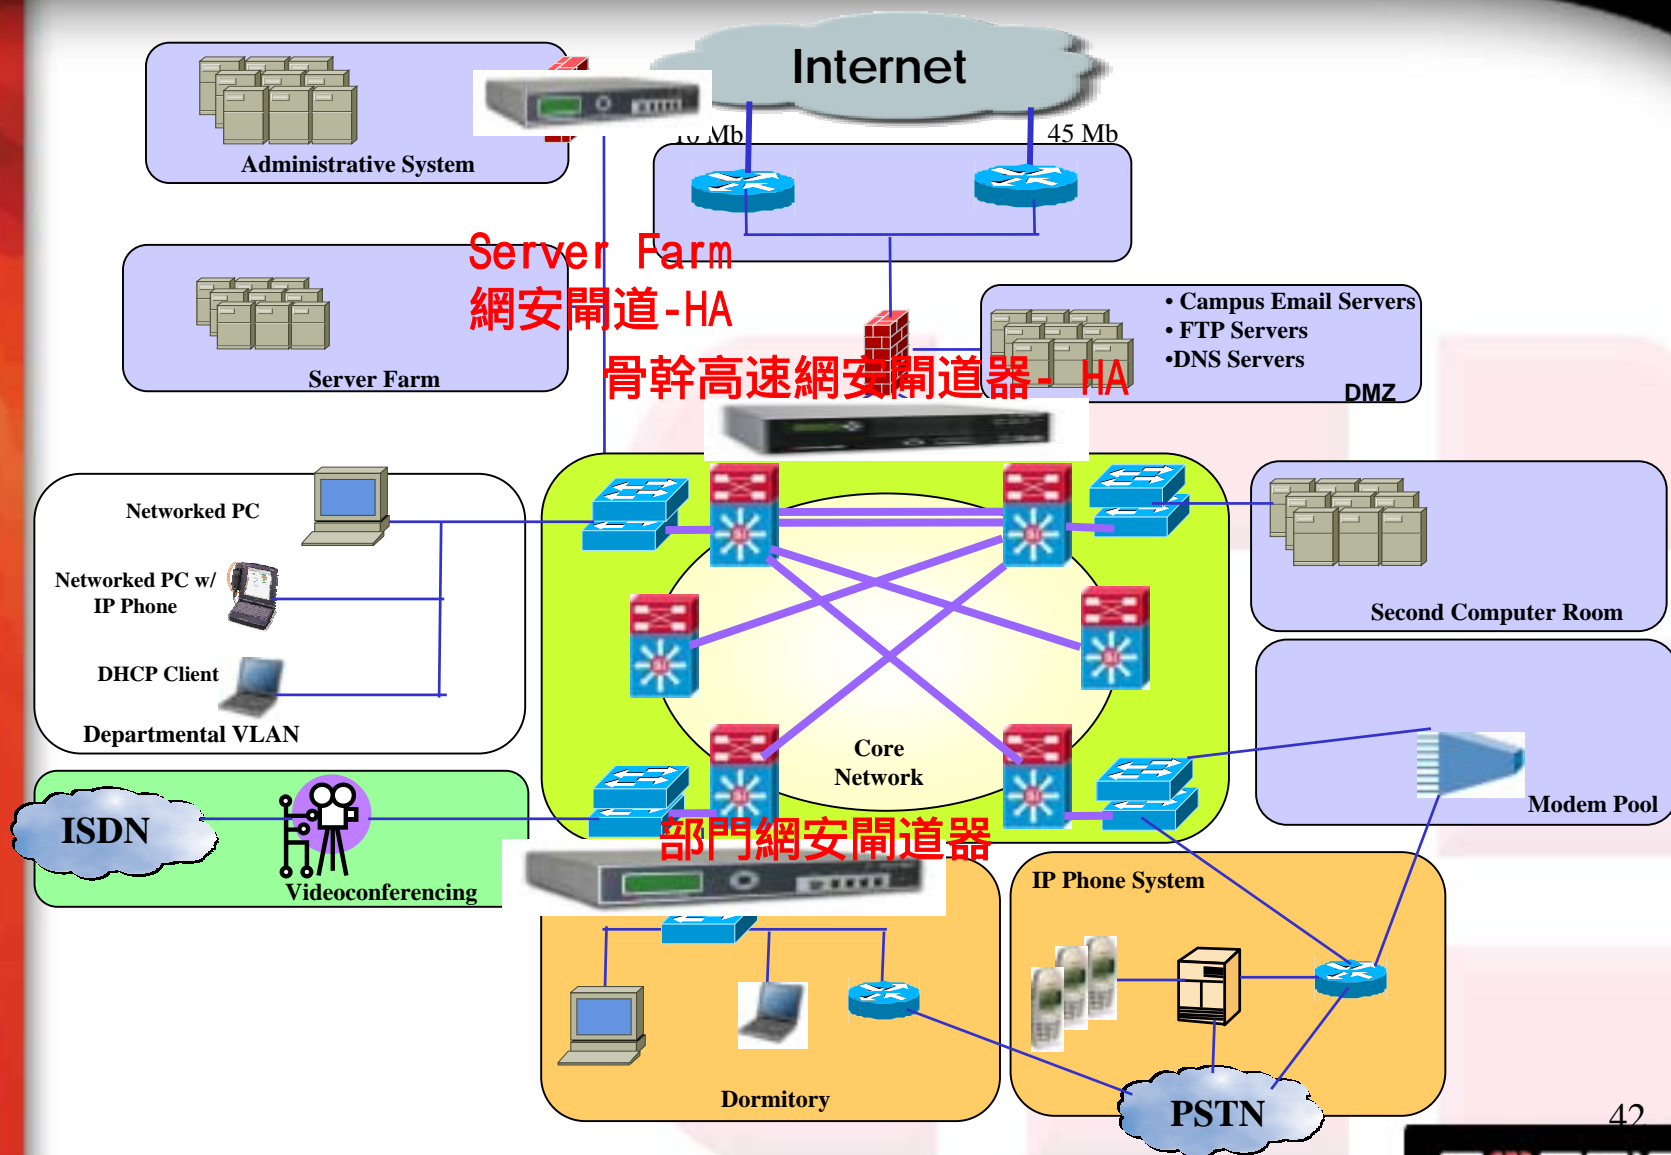 Internet
45 Mb
Administrative System
Server Farm
網安閘道-HA
Server Farm
• Campus Email Servers
• FTP Servers
•DNS Servers
DMZ
骨幹高速網安閘道器- HA
Networked PC
Networked PC w/
IP Phone
DHCP Client
Departmental VLAN
Second Computer Room
Core
Network
Modem Pool
ISDN
Videoconferencing
部門網安閘道器
IP Phone System
Dormitory
PSTN
42